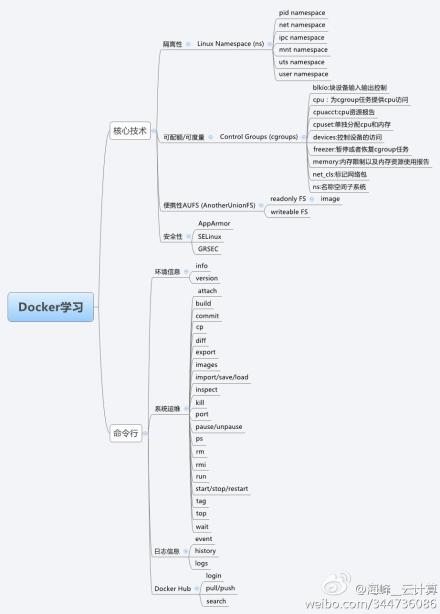 Docker学习
核心技术
隔离性
Linux Namespace (ns)
pid namespace
net namespace
ipc namespace
mnt namespace
uts namespace
user namespace
可配额/可度量
Control Groups (cgroups)
blkio:块设备输入输出控制
cpu：为cgroup任务提供cpu访问
cpuacct:cpu资源报告
cpuset:单独分配cpu和内存
devices:控制设备的访问
freezer:暂停或者恢复cgroup任务
memory:内存限制以及内存资源使用报告
net_cls:标记网络包
ns:名称空间子系统
便携性AUFS (AnotherUnionFS)
readonly FS
image
writeable FS
安全性
AppArmor
SELinux
GRSEC
命令行
环境信息
info
version
系统运维
attach
build
commit
cp
diff
export
images
import/save/load
inspect
kill
port
pause/unpause
ps
rm
rmi
run
start/stop/restart
tag
top
wait
日志信息
event
history
logs
Docker Hub
login
pull/push
search
@海峰__云计算
weibo.com/344736086